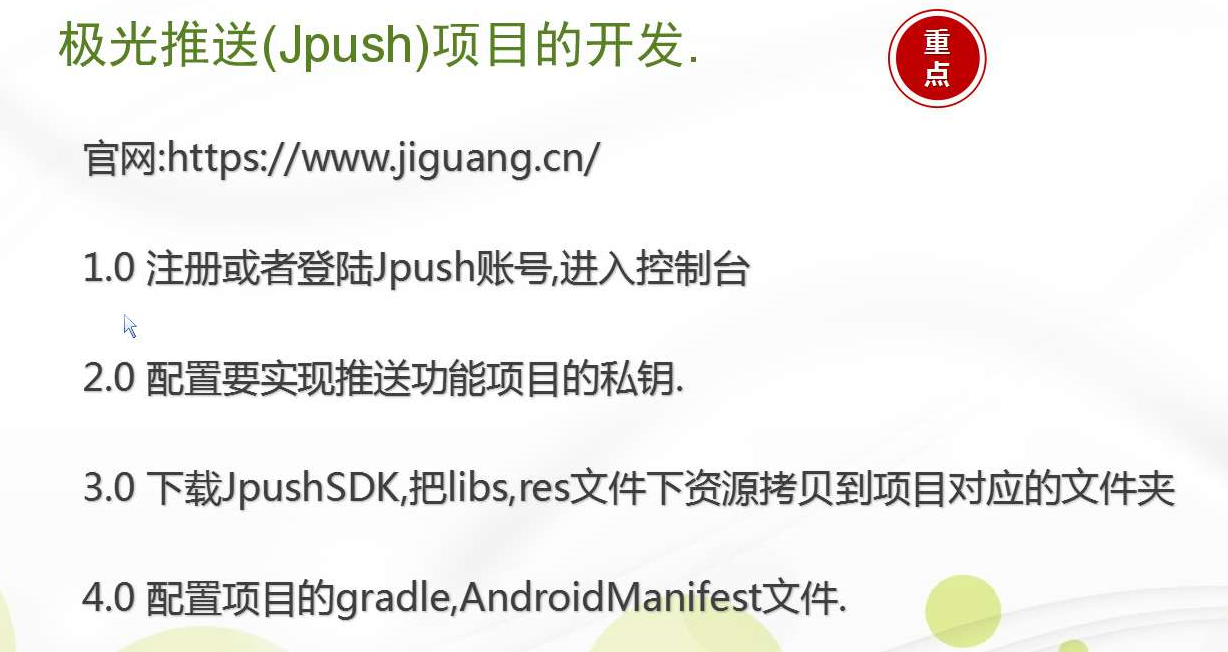 极光推送(Jpush)项目的开发.
重
点
官网:https://www.jiguang.cn/
1.0 注册或者登陆Jpush账号,进入控制台
2.0 配置要实现推送功能项目的私钥.
3.0 下载JpushSDK,把libs,res文件下资源拷贝到项目对应的文件夹
4.0 配置项目的gradle,AndroidManifest文件.